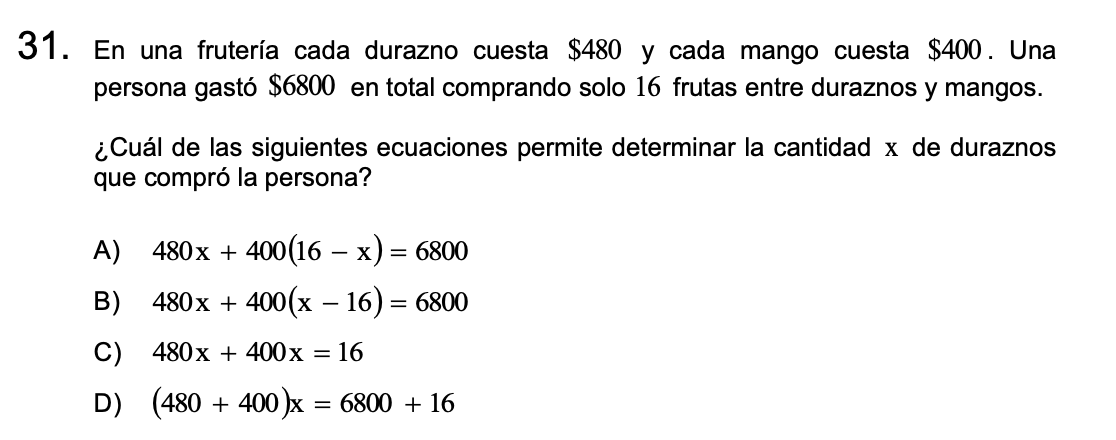 31. En una frutería cada durazno cuesta $480 y cada mango cuesta $400. Una
persona gastó $6800 en total comprando solo 16 frutas entre duraznos y mangos.
¿Cuál de las siguientes ecuaciones permite determinar la cantidad x de duraznos
que compró la persona?
A) 480x + 400(16 − x) = 6800
B) 480x + 400(x − 16) = 6800
C) 480x + 400x = 16
D) (480 + 400)x = 6800 + 16